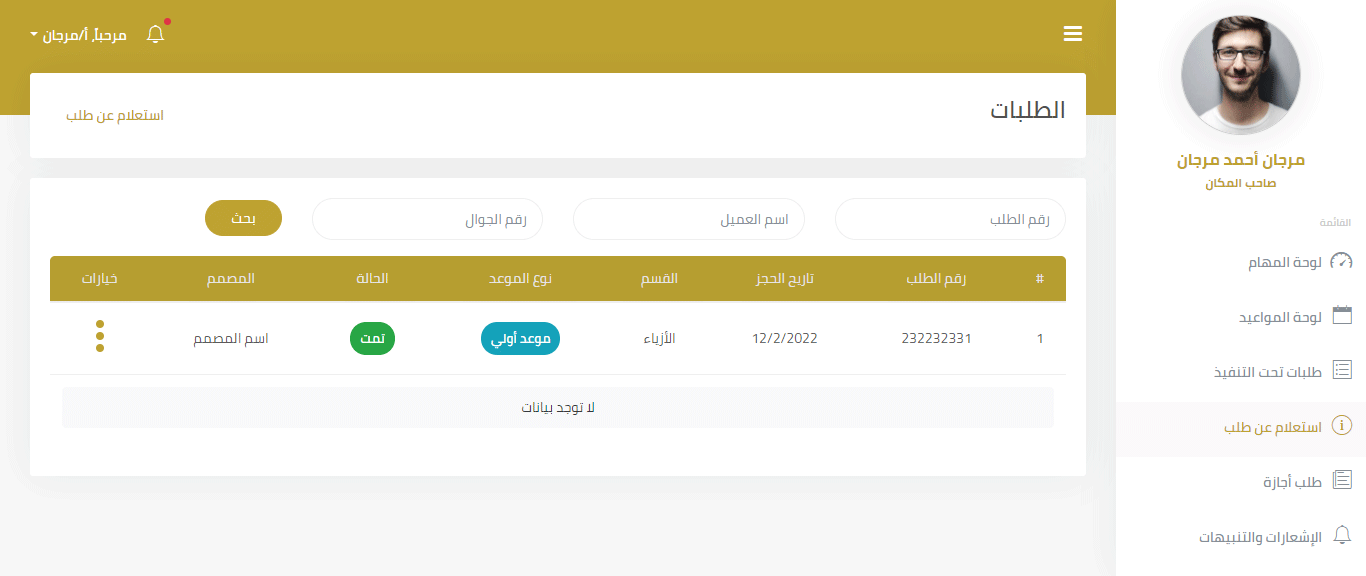 مرحباً, أ/مرجان
مرجان أحمد مرجان
صاحب المكان
القائمة
لوحة المهام
لوحة المواعيد
طلبات تحت التنفيذ
استعلام عن طلب
طلب أجازة
الإشعارات والتنبيهات
الطلبات
استعلام عن طلب
رقم الطلب اسم العميل رقم الجوال بحث
# رقم الطلب تاريخ الحجز القسم نوع الموعد الحالة المصمم خيارات
1 232232331 12/2/2022 الأزياء موعد أولي تمت اسم المصمم
لا توجد بيانات